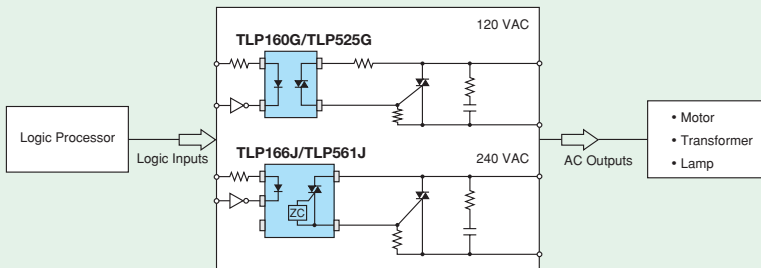 120 VAC
TLP160G/TLP525G
Logic Processor
Logic Inputs
TLP166J/TLP561J
240 VAC
ZC
AC Outputs
• Motor
• Transformer
• Lamp